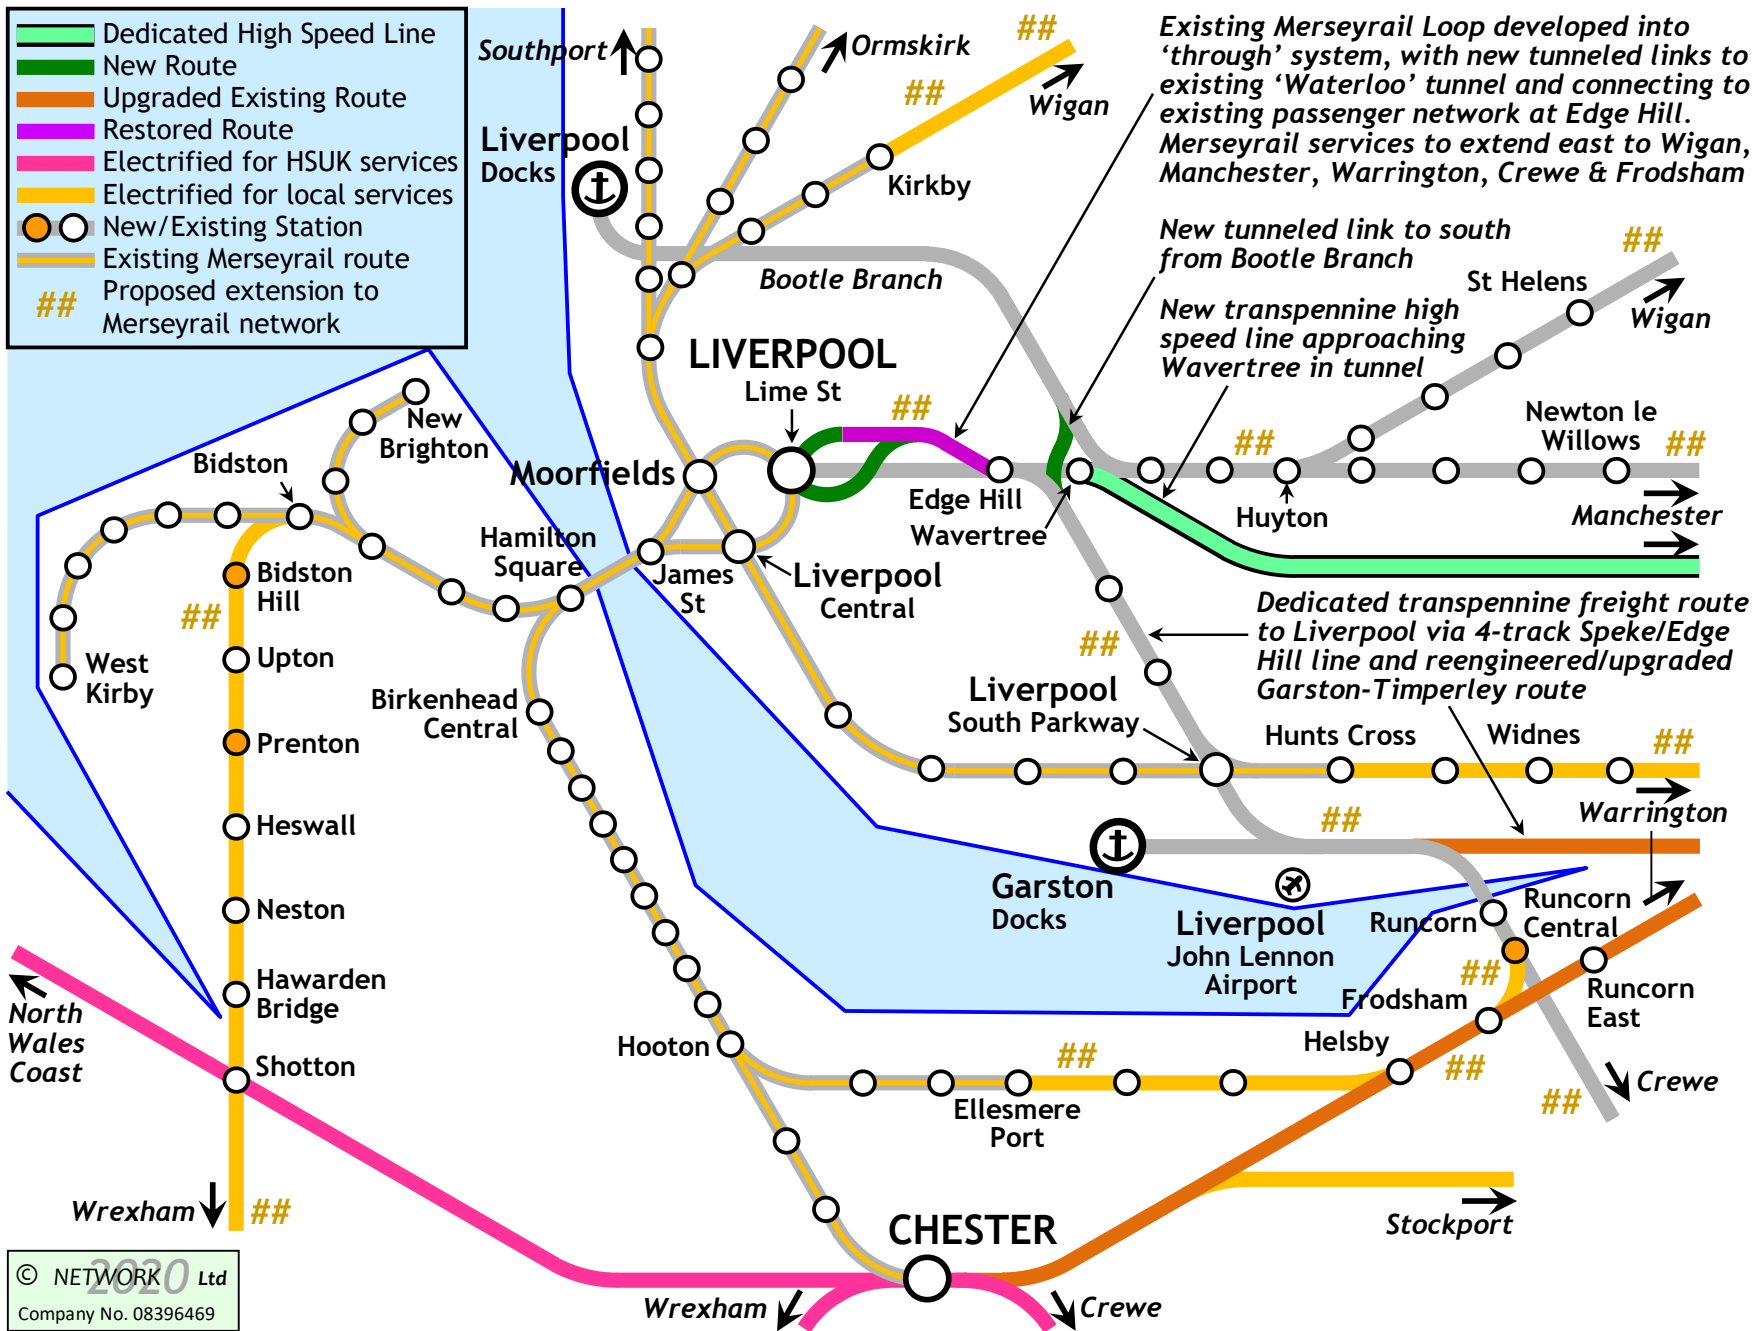 Dedicated High Speed Line
New Route
Upgraded Existing Route
Restored Route
Electrified for HSUK services
Electrified for local services
New/Existing Station
Existing Merseyrail route
## Proposed extension to
Merseyrail network
Southport
Ormskirk
##
##
Wigan
Kirkby
Liverpool
Docks
Bootle Branch
Existing Merseyrail Loop developed into
‘through’ system, with new tunneled links to
existing ‘Waterloo’ tunnel and connecting to
existing passenger network at Edge Hill.
Merseyrail services to extend east to Wigan,
Manchester, Warrington, Crewe & Frodsham
New tunneled link to south
from Bootle Branch
New transpennine high
speed line approaching
Wavertree in tunnel
##
St Helens
Wigan
Newton le
Willows
##
##
Huyton
Manchester
LIVERPOOL
Lime St
##
Moorfields
Edge Hill
Wavertree
New
Brighton
Bidston
Hamilton
Square
James
St
Liverpool
Central
Bidston
Hill
##
West
Kirby
Upton
Prenton
Heswall
Neston
Hawarden
Bridge
Shotton
North
Wales
Coast
Wrexham
##
Birkenhead
Central
Dedicated transpennine freight route
to Liverpool via 4-track Speke/Edge
Hill line and reengineered/upgraded
Garston-Timperley route
##
Liverpool
South Parkway
Hunts Cross
Widnes
##
Warrington
##
Garston
Docks
Liverpool
John Lennon
Airport
Runcorn
Runcorn
Central
##
Frodsham
Runcorn
East
Helsby
##
Hooton
##
Ellesmere
Port
##
Crewe
Stockport
CHESTER
Wrexham
Crewe
© NETWORK 2020 Ltd
Company No. 08396469